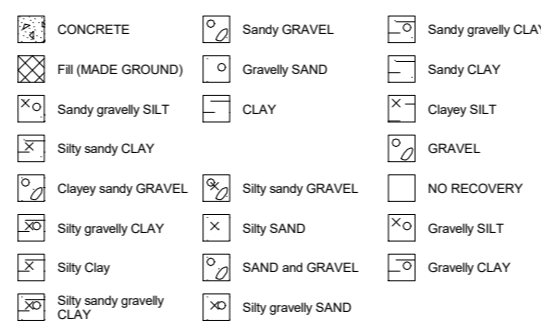 CONCRETE
Sandy GRAVEL
Sandy gravelly CLAY
Fill (MADE GROUND)
Gravelly SAND
Sandy CLAY
Sandy gravelly SILT
CLAY
Clayey SILT
Silty sandy CLAY
GRAVEL
Clayey sandy GRAVEL
Silty sandy GRAVEL
NO RECOVERY
Silty gravelly CLAY
Silty SAND
Gravelly SILT
Silty Clay
SAND and GRAVEL
Gravelly CLAY
Silty sandy gravelly
CLAY
Silty gravelly SAND